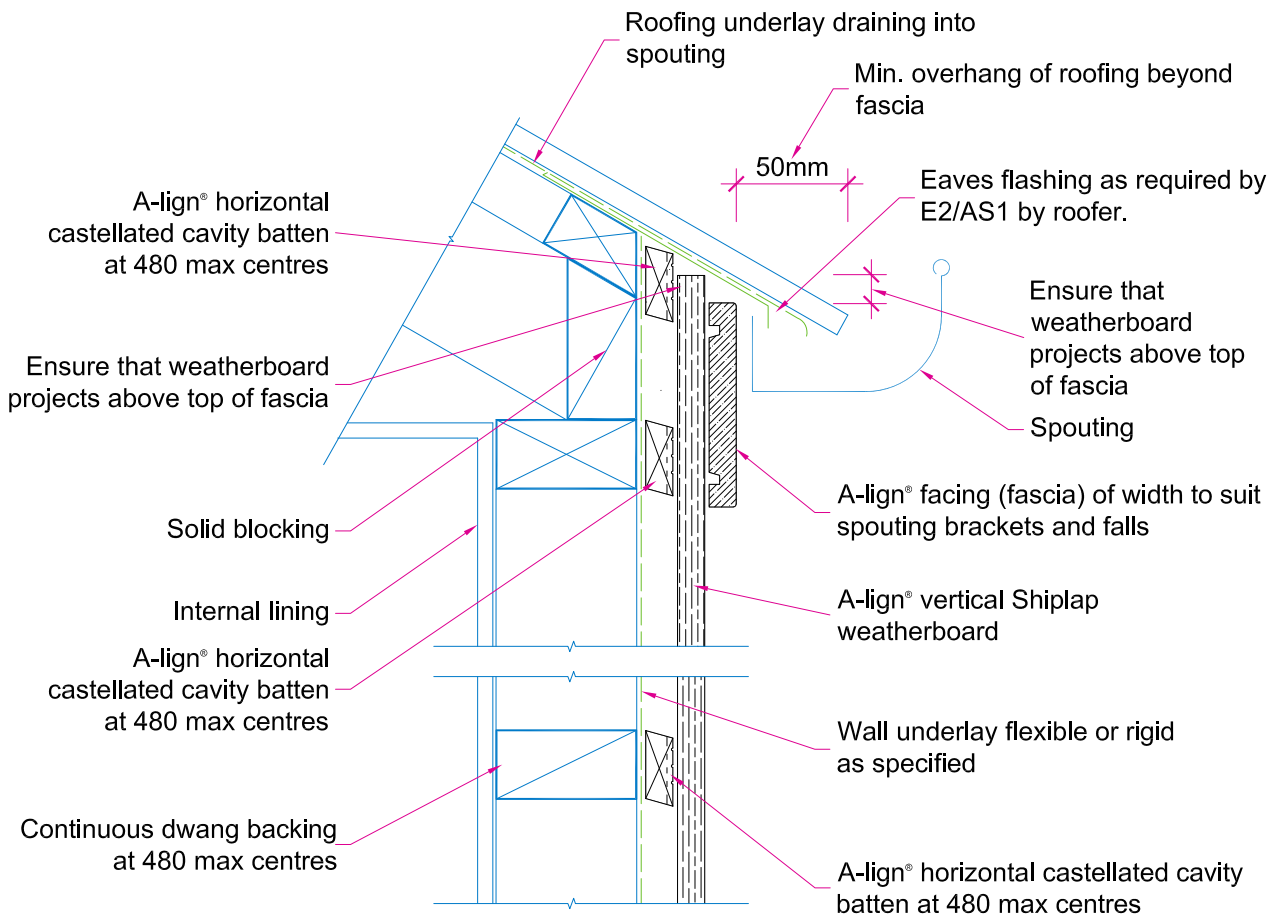 Roofing underlay draining into
spouting
Min. overhang of roofing beyond
fascia
50mm
A-lign® horizontal
castellated cavity batten
at 480 max centres
Eaves flashing as required by
E2/AS1 by roofer.
Ensure that
weatherboard
projects above top
of fascia
Ensure that weatherboard
projects above top of fascia
Spouting
A-lign® facing (fascia) of width to suit
spouting brackets and falls
Solid blocking
Internal lining
A-lign® vertical Shiplap
weatherboard
A-lign® horizontal
castellated cavity batten
at 480 max centres
Wall underlay flexible or rigid
as specified
Continuous dwang backing
at 480 max centres
A-lign® horizontal castellated cavity
batten at 480 max centres